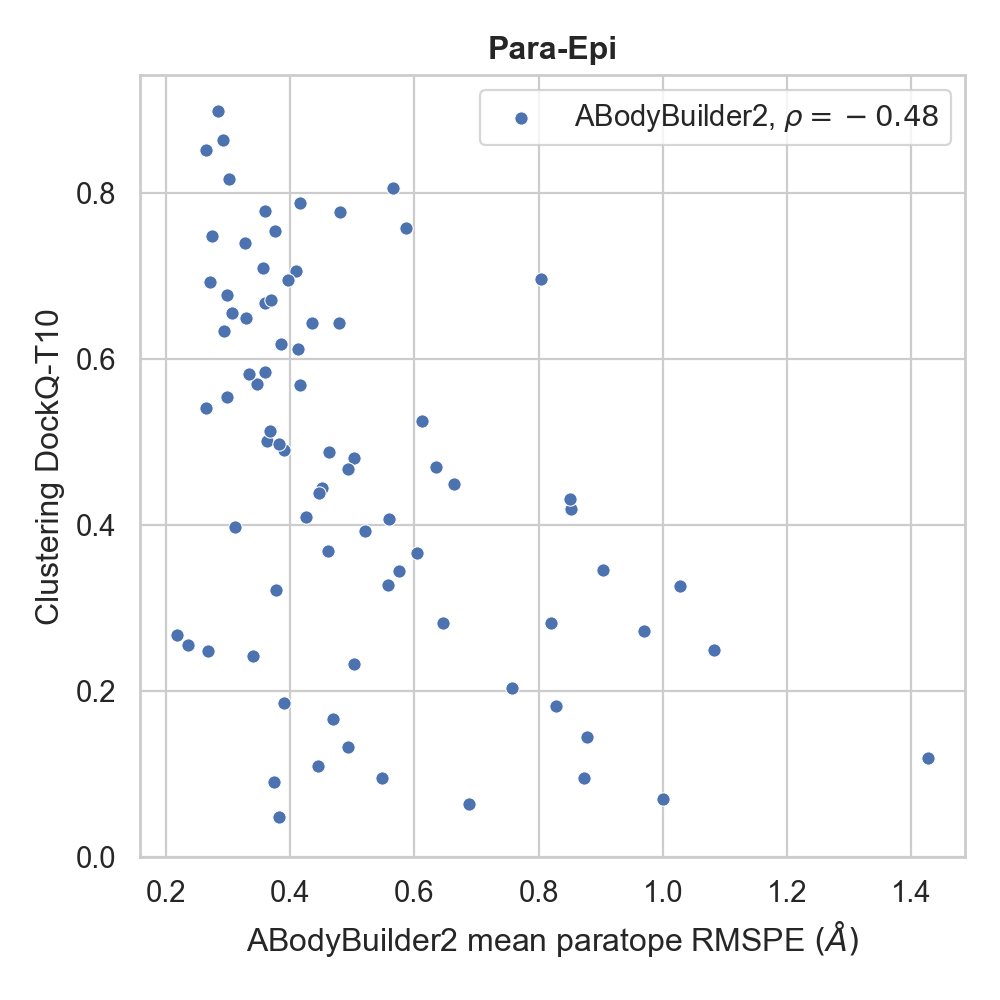 Para-Epi
ABodyBuilder2, ρ = − 0.48
Clustering DockQ-T10
0.8
0.6
0.4
0.2
0.0
0.2 0.4 0.6 0.8 1.0 1.2 1.4
ABodyBuilder2 mean paratope RMSPE (Å)